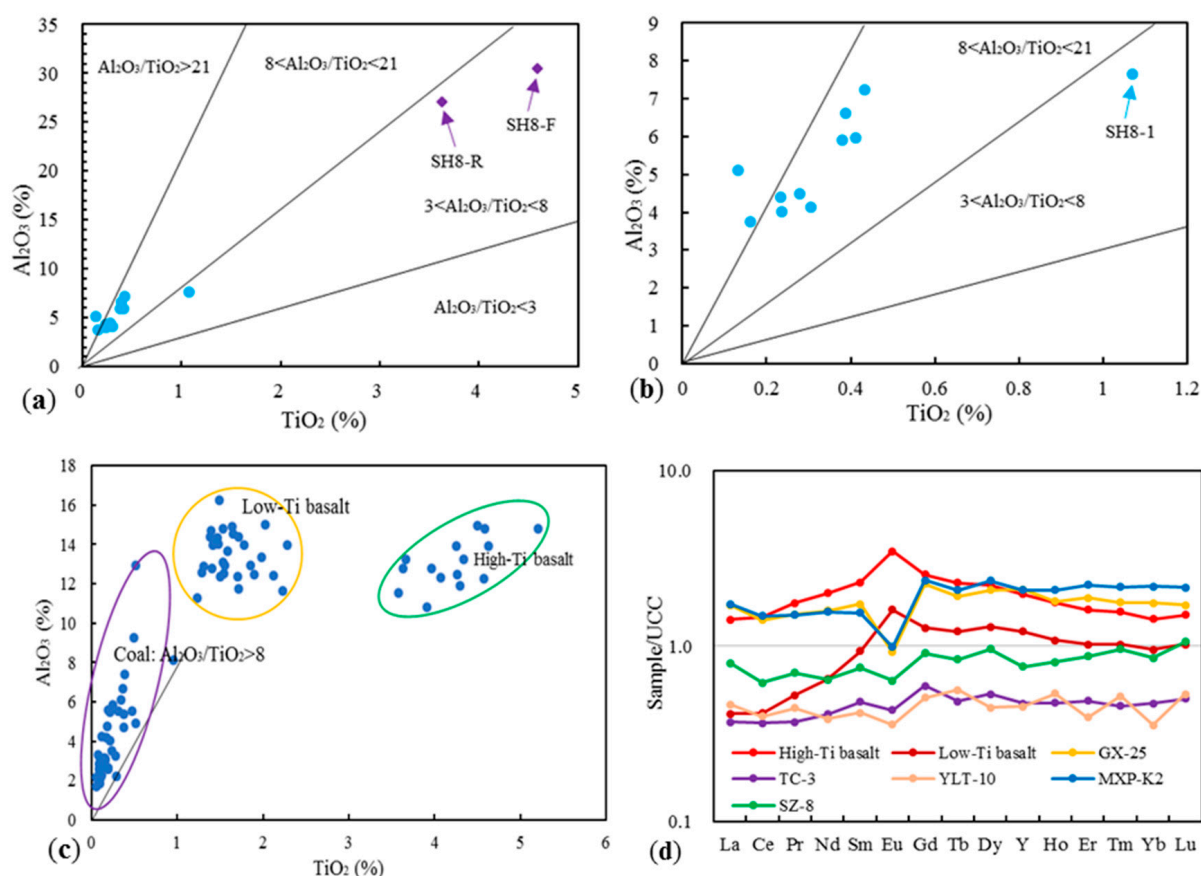 35
30
25
20
15
10
5
0
Al₂O₃ (%)
Al₂O₃/TiO₂>21
8<Al₂O₃/TiO₂<21
SH8-F
SH8-R
3<Al₂O₃/TiO₂<8
Al₂O₃/TiO₂<3
0 1 2 3 4 5
TiO₂ (%)
(a)
9
8
7
6
5
4
3
2
1
0
Al₂O₃ (%)
8<Al₂O₃/TiO₂<21
SH8-1
3<Al₂O₃/TiO₂<8
0 0.2 0.4 0.6 0.8 1 1.2
TiO₂ (%)
(b)
18
16
14
12
10
8
6
4
2
0
Al₂O₃ (%)
Low-Ti basalt
High-Ti basalt
Coal: Al₂O₃/TiO₂>8
0 1 2 3 4 5 6
TiO₂ (%)
(c)
10.0
1.0
0.1
Sample/UCC
High-Ti basalt Low-Ti basalt GX-25
TC-3 YLT-10 MXP-K2
SZ-8
La Ce Pr Nd Sm Eu Gd Tb Dy Y Ho Er Tm Yb Lu
(d)